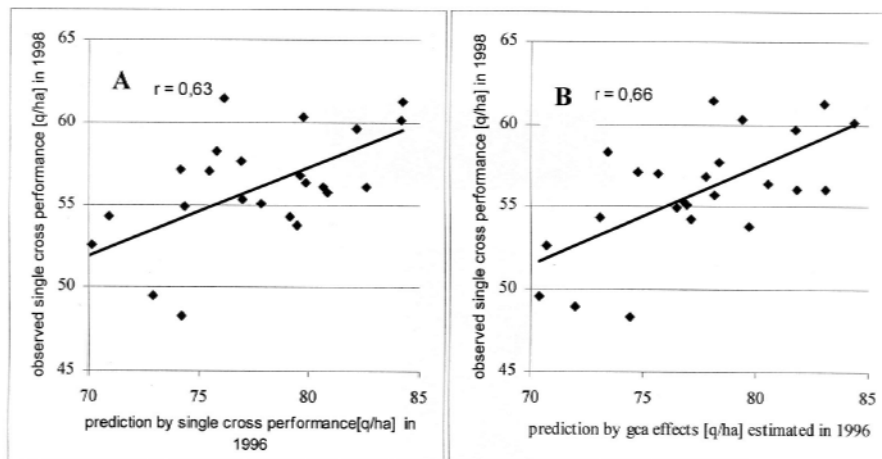 observed single cross performance [q/ha] in 1998
65
60
55
50
45
A
r = 0,63
70
75
80
85
prediction by single cross performance[q/ha] in
1996
observed single cross performance [q/ha] in 1998
65
60
55
50
45
B
r = 0,66
70
75
80
85
prediction by gca effects [q/ha] estimated in 1996